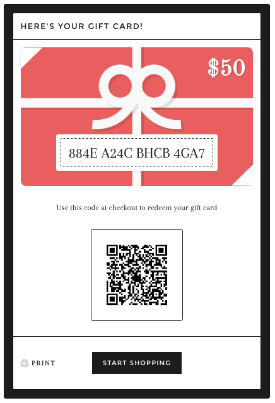 HERE'S YOUR GIFT CARD!
$50
884E A24C BHCB 4GA7
Use this code at checkout to redeem your gift card
PRINT
START SHOPPING